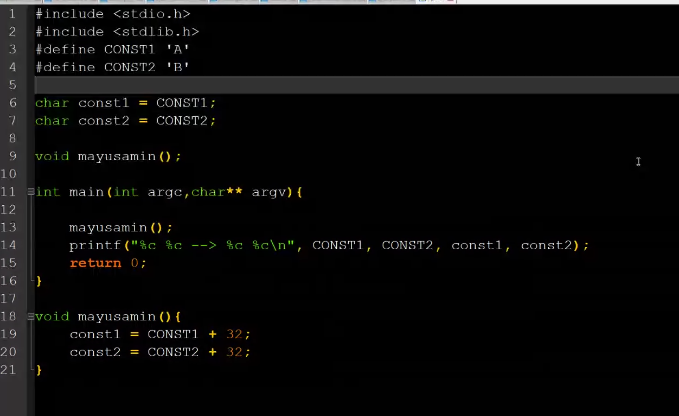 1 #include <stdio.h>
2 #include <stdlib.h>
3 #define CONST1 'A'
4 #define CONST2 'B'
5
6 char const1 = CONST1;
7 char const2 = CONST2;
8
9 void mayusamin();
10
11 int main(int argc,char** argv){
12
13 mayusamin();
14 printf("%c %c --> %c %c\n", CONST1, CONST2, const1, const2);
15 return 0;
16 }
17
18 void mayusamin(){
19 const1 = CONST1 + 32;
20 const2 = CONST2 + 32;
21 }